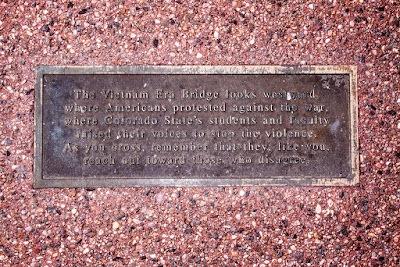 The Vietnam Era Bridge looks westward
where Americans protested against the war,
where Colorado State's students and faculty
raised their voices to stop the violence.
As you cross, remember that they, like you,
reach out toward those who disagree.